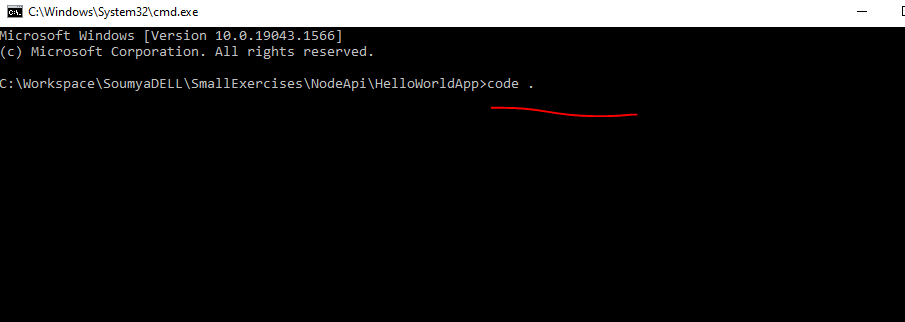 C:\Windows\System32\cmd.exe
Microsoft Windows [Version 10.0.19043.1566]
(c) Microsoft Corporation. All rights reserved.
C:\Workspace\SoumyaDELL\SmallExercises\NodeApi\HelloWorldApp>code .